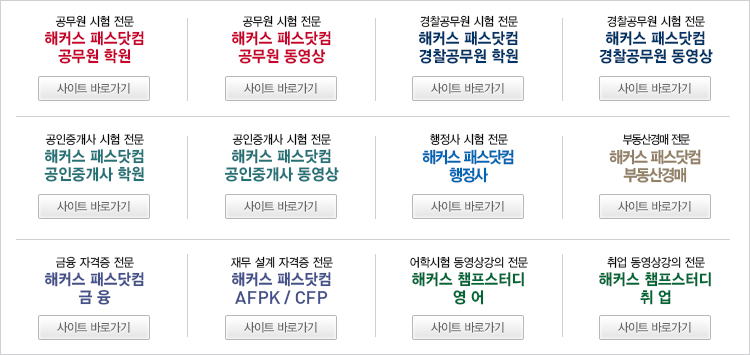 공무원 시험 전문
해커스 패스닷컴
공무원 학원
사이트 바로가기
공무원 시험 전문
해커스 패스닷컴
공무원 동영상
사이트 바로가기
경찰공무원 시험 전문
해커스 패스닷컴
경찰공무원 학원
사이트 바로가기
경찰공무원 시험 전문
해커스 패스닷컴
경찰공무원 동영상
사이트 바로가기
공인중개사 시험 전문
해커스 패스닷컴
공인중개사 학원
사이트 바로가기
공인중개사 시험 전문
해커스 패스닷컴
공인중개사 동영상
사이트 바로가기
행정사 시험 전문
해커스 패스닷컴
행정사
사이트 바로가기
부동산경매 전문
해커스 패스닷컴
부동산경매
사이트 바로가기
금융 자격증 전문
해커스 패스닷컴
금 융
사이트 바로가기
재무 설계 자격증 전문
해커스 패스닷컴
AFPK / CFP
사이트 바로가기
어학시험 동영상강의 전문
해커스 챔프스터디
영 어
사이트 바로가기
취업 동영상강의 전문
해커스 챔프스터디
취 업
사이트 바로가기